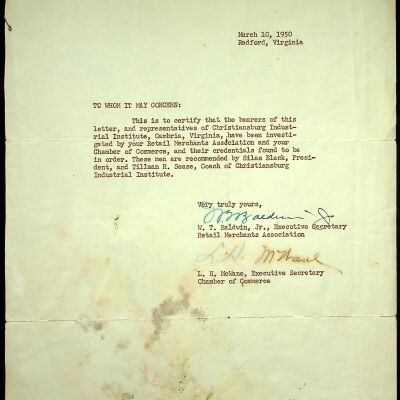 March 10, 1950
Radford, Virginia
TO WHOM IT MAY CONCERN:
This is to certify that the bearers of this
letter, and representatives of Christiansburg Indust-
rial Institute, Cambria, Virginia, have been investi-
gated by your Retail Merchants Association and your
Chamber of Commerce, and their credentials found to be
in order. These men are recommended by Silas Black, Presi-
dent, and Tillman R. Sease, Coach of Christiansburg
Industrial Institute.
Very truly yours,
W T Baldwin Jr
W. T. Baldwin, Jr., Executive Secretary
Retail Merchants Association
L. H. McWane
L. H. McWane, Executive Secretary
Chamber of Commerce